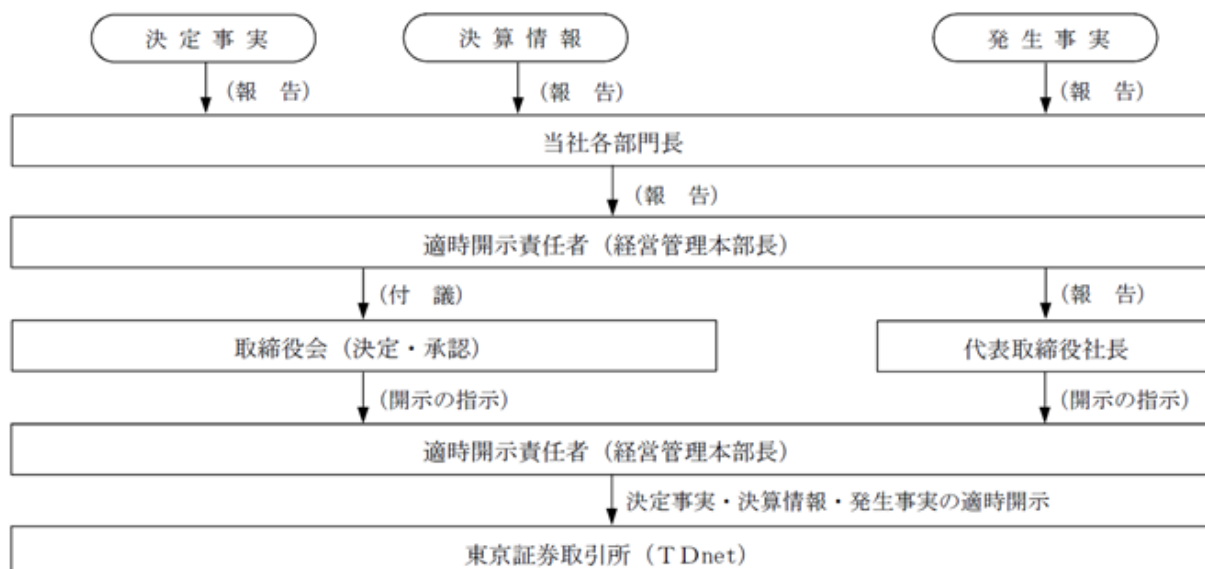 決定事実
決算情報
発生事実
(報 告)
(報 告)
(報 告)
当社各部門長
(報 告)
適時開示責任者(経営管理本部長)
(付 議)
(報 告)
取締役会(決定・承認)
代表取締役社長
(開示の指示)
(開示の指示)
適時開示責任者(経営管理本部長)
決定事実・決算情報・発生事実の適時開示
東京証券取引所(TDnet)